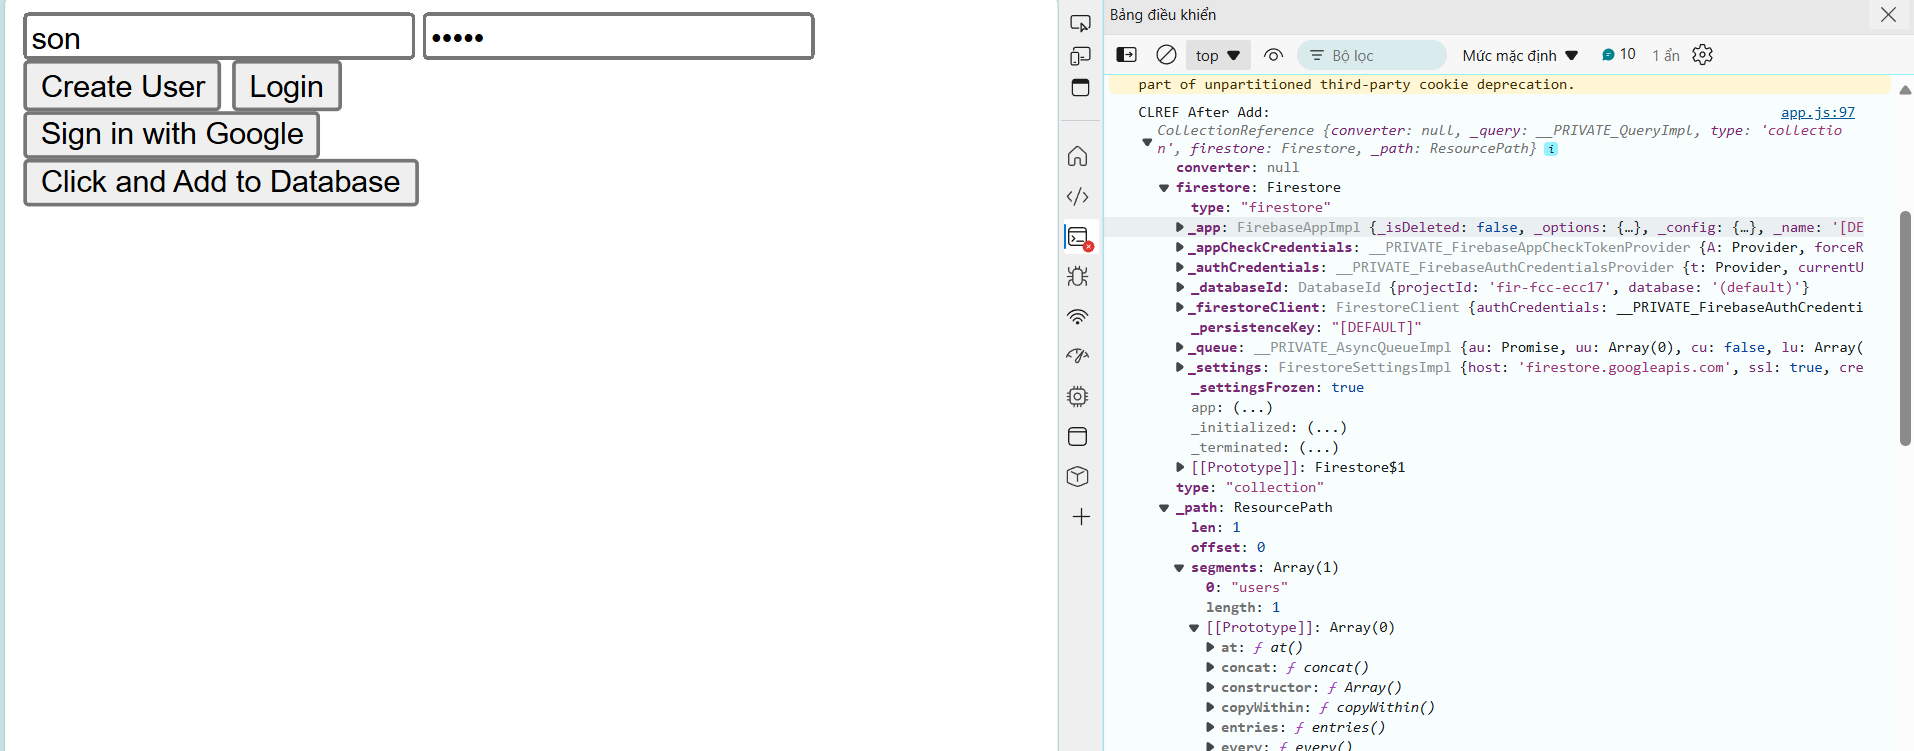 son
•••••
Create User
Login
Sign in with Google
Click and Add to Database
Bảng điều khiển
top
Bộ lọc
Mức mặc định
10
1 ẩn
part of unpartitioned third-party cookie deprecation.
CLREF After Add:
app.js:97
CollectionReference {converter: null, _query: __PRIVATE_QueryImpl, type: 'collectio
n', firestore: Firestore, _path: ResourcePath} i
converter: null
firestore: Firestore
type: "firestore"
_app: FirebaseAppImpl {_isDeleted: false, _options: {…}, _config: {…}, _name: '[DE
_appCheckCredentials: __PRIVATE_FirebaseAppCheckTokenProvider {A: Provider, forceR
_authCredentials: __PRIVATE_FirebaseAuthCredentialsProvider {t: Provider, currentU
_databaseId: DatabaseId {projectId: 'fir-fcc-ecc17', database: '(default)'}
_firestoreClient: FirestoreClient {authCredentials: __PRIVATE_FirebaseAuthCredenti
_persistenceKey: "[DEFAULT]"
_queue: __PRIVATE_AsyncQueueImpl {au: Promise, uu: Array(0), cu: false, lu: Array(
_settings: FirestoreSettingsImpl {host: 'firestore.googleapis.com', ssl: true, cre
_settingsFrozen: true
app: (...)
_initialized: (...)
_terminated: (...)
[[Prototype]]: Firestore$1
type: "collection"
_path: ResourcePath
len: 1
offset: 0
segments: Array(1)
0: "users"
length: 1
[[Prototype]]: Array(0)
at: ƒ at()
concat: ƒ concat()
constructor: ƒ Array()
copyWithin: ƒ copyWithin()
entries: ƒ entries()
every: ƒ every()